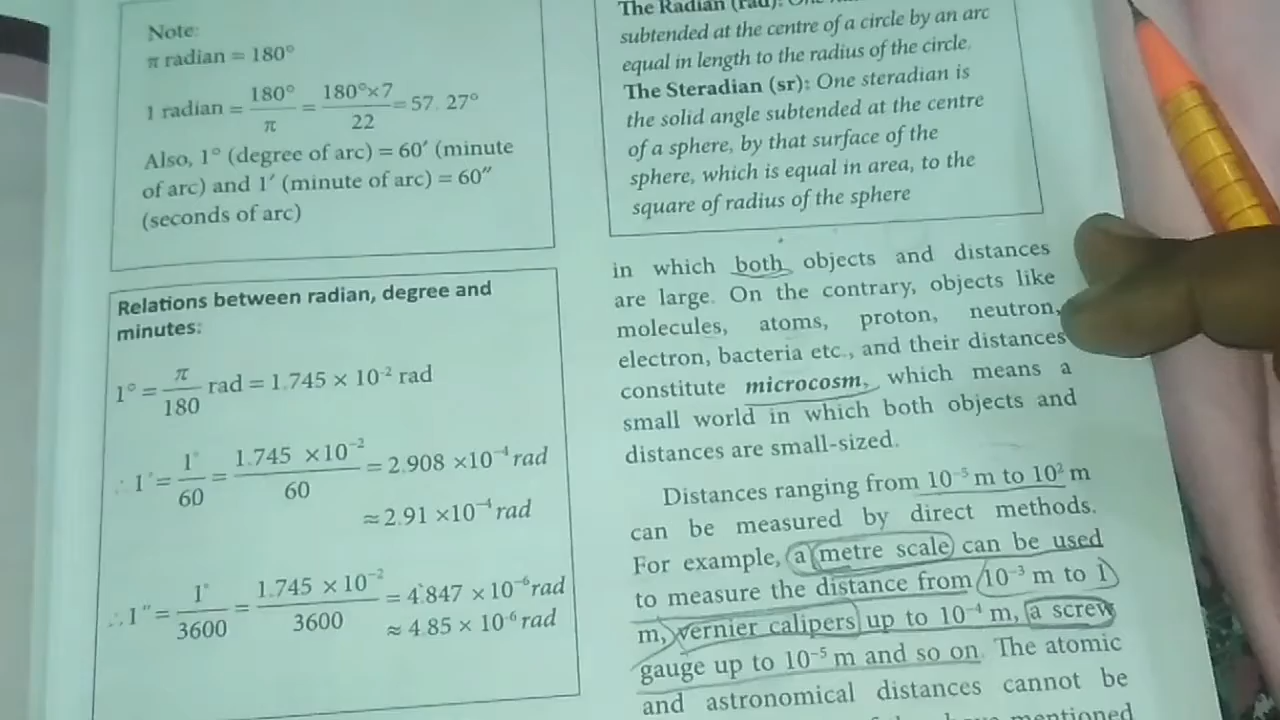 Note:
π radian = 180°
1 radian = 180°/π = 180°×7/22 = 57.27°
Also, 1° (degree of arc) = 60′ (minute
of arc) and 1′ (minute of arc) = 60″
(seconds of arc)
Relations between radian, degree and
minutes:
1° = π/180 rad = 1.745 × 10⁻² rad
∴ 1′ = 1°/60 = 1.745 ×10⁻²/60 = 2.908 ×10⁻⁴ rad
≈ 2.91 ×10⁻⁴ rad
∴ 1″ = 1°/3600 = 1.745 × 10⁻²/3600 = 4.847 × 10⁻⁶ rad
≈ 4.85 × 10⁻⁶ rad
The Radian (rad): One
subtended at the centre of a circle by an arc
equal in length to the radius of the circle.
The Steradian (sr): One steradian is
the solid angle subtended at the centre
of a sphere, by that surface of the
sphere, which is equal in area, to the
square of radius of the sphere
in which both objects and distances
are large. On the contrary, objects like
molecules, atoms, proton, neutron,
electron, bacteria etc., and their distances
constitute microcosm, which means a
small world in which both objects and
distances are small-sized.
Distances ranging from 10⁻⁵ m to 10² m
can be measured by direct methods.
For example, a metre scale can be used
to measure the distance from 10⁻³ m to 1
m, vernier calipers up to 10⁻⁴ m, a screw
gauge up to 10⁻⁵ m and so on. The atomic
and astronomical distances cannot be
mentioned